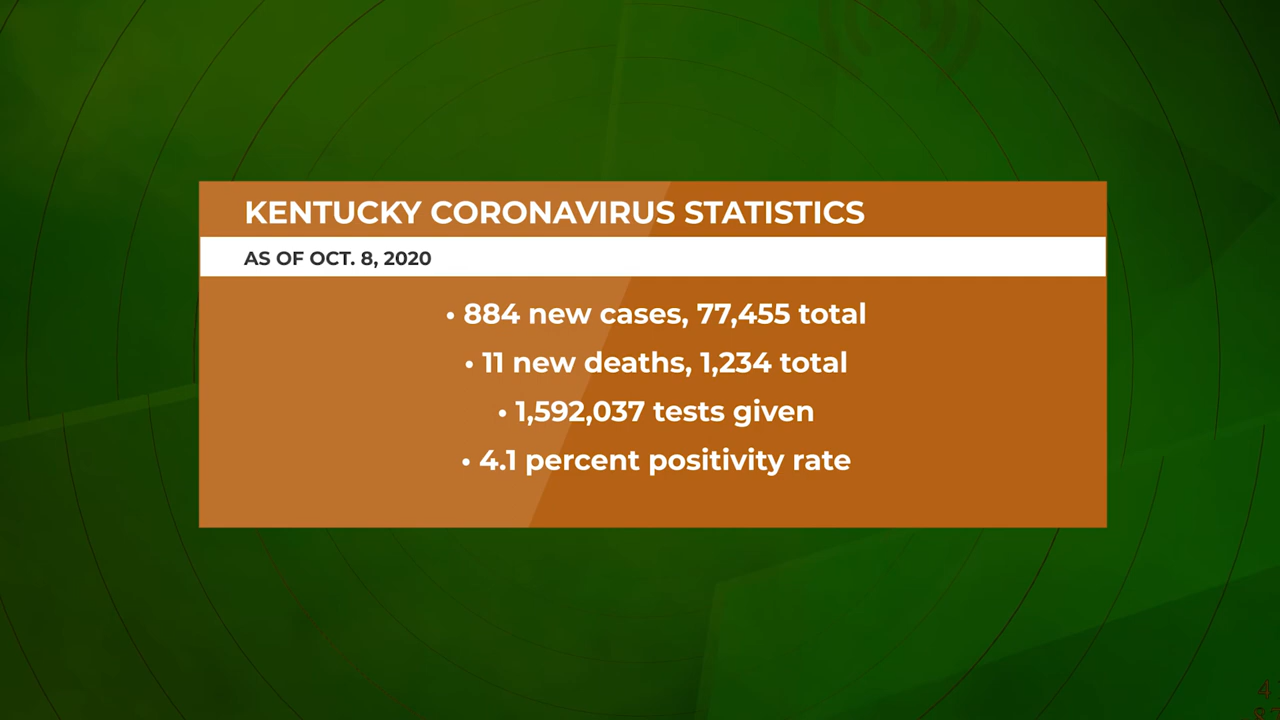 KENTUCKY CORONAVIRUS STATISTICS
AS OF OCT. 8, 2020
• 884 new cases, 77,455 total
• 11 new deaths, 1,234 total
• 1,592,037 tests given
• 4.1 percent positivity rate
4